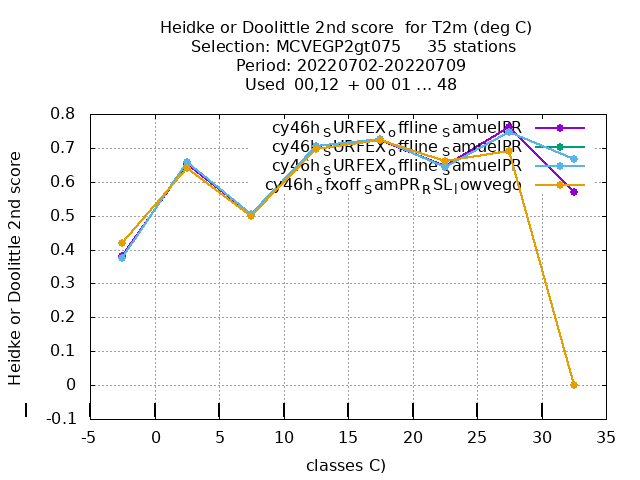 Heidke or Doolittle 2nd score  for T2m (deg C)
Selection: MCVEGP2gt075     35 stations
Period: 20220702-20220709
Used  00,12  + 00 01 ... 48
cy46h_SURFEX_offline_SamuelPR
cy46h_SURFEX_offline_SamuelPR
cy46h_SURFEX_offline_SamuelPR
cy46h_sfxoff_SamPR_RSL_lowvego
Heidke or Doolittle 2nd score
0.8
0.7
0.6
0.5
0.4
0.3
0.2
0.1
0
-0.1
-5 0 5 10 15 20 25 30 35
classes C)